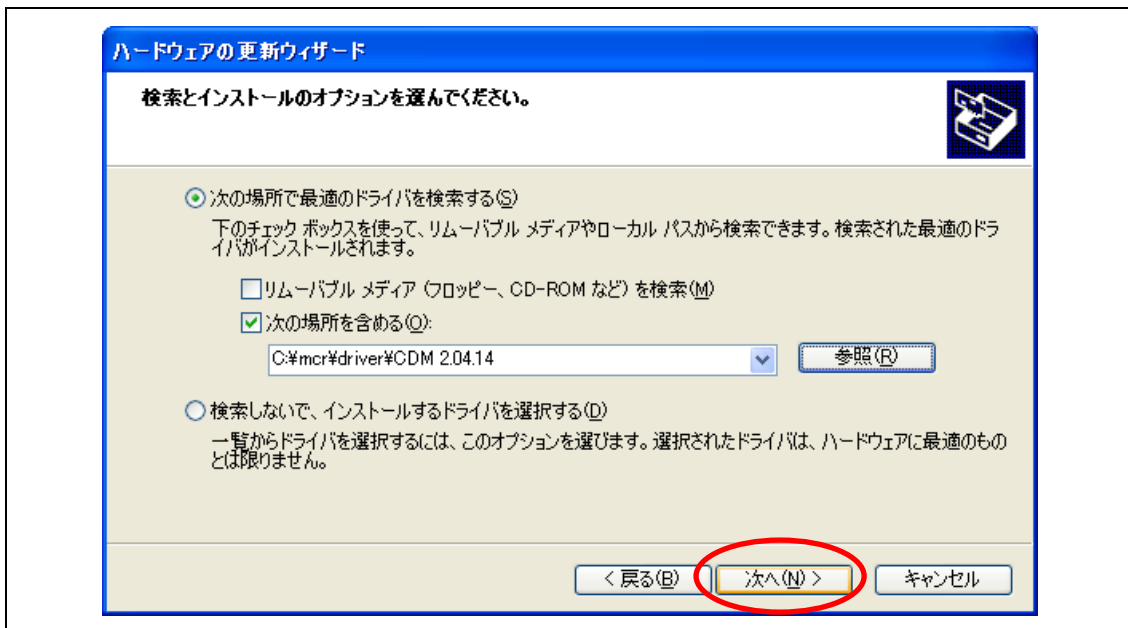 ハードウェアの更新ウィザード
検索とインストールのオプションを選んでください。
次の場所で最適のドライバを検索する(S)
下のチェック ボックスを使って、リムーバブル メディアやローカル パスから検索できます。検索された最適のドラ
イバがインストールされます。
リムーバブル メディア (フロッピー、CD-ROM など) を検索(M)
次の場所を含める(O):
C:¥mcr¥driver¥CDM 2.04.14
参照(R)
検索しないで、インストールするドライバを選択する(D)
一覧からドライバを選択するには、このオプションを選びます。選択されたドライバは、ハードウェアに最適のもの
とは限りません。
< 戻る(B) 次へ(N) > キャンセル